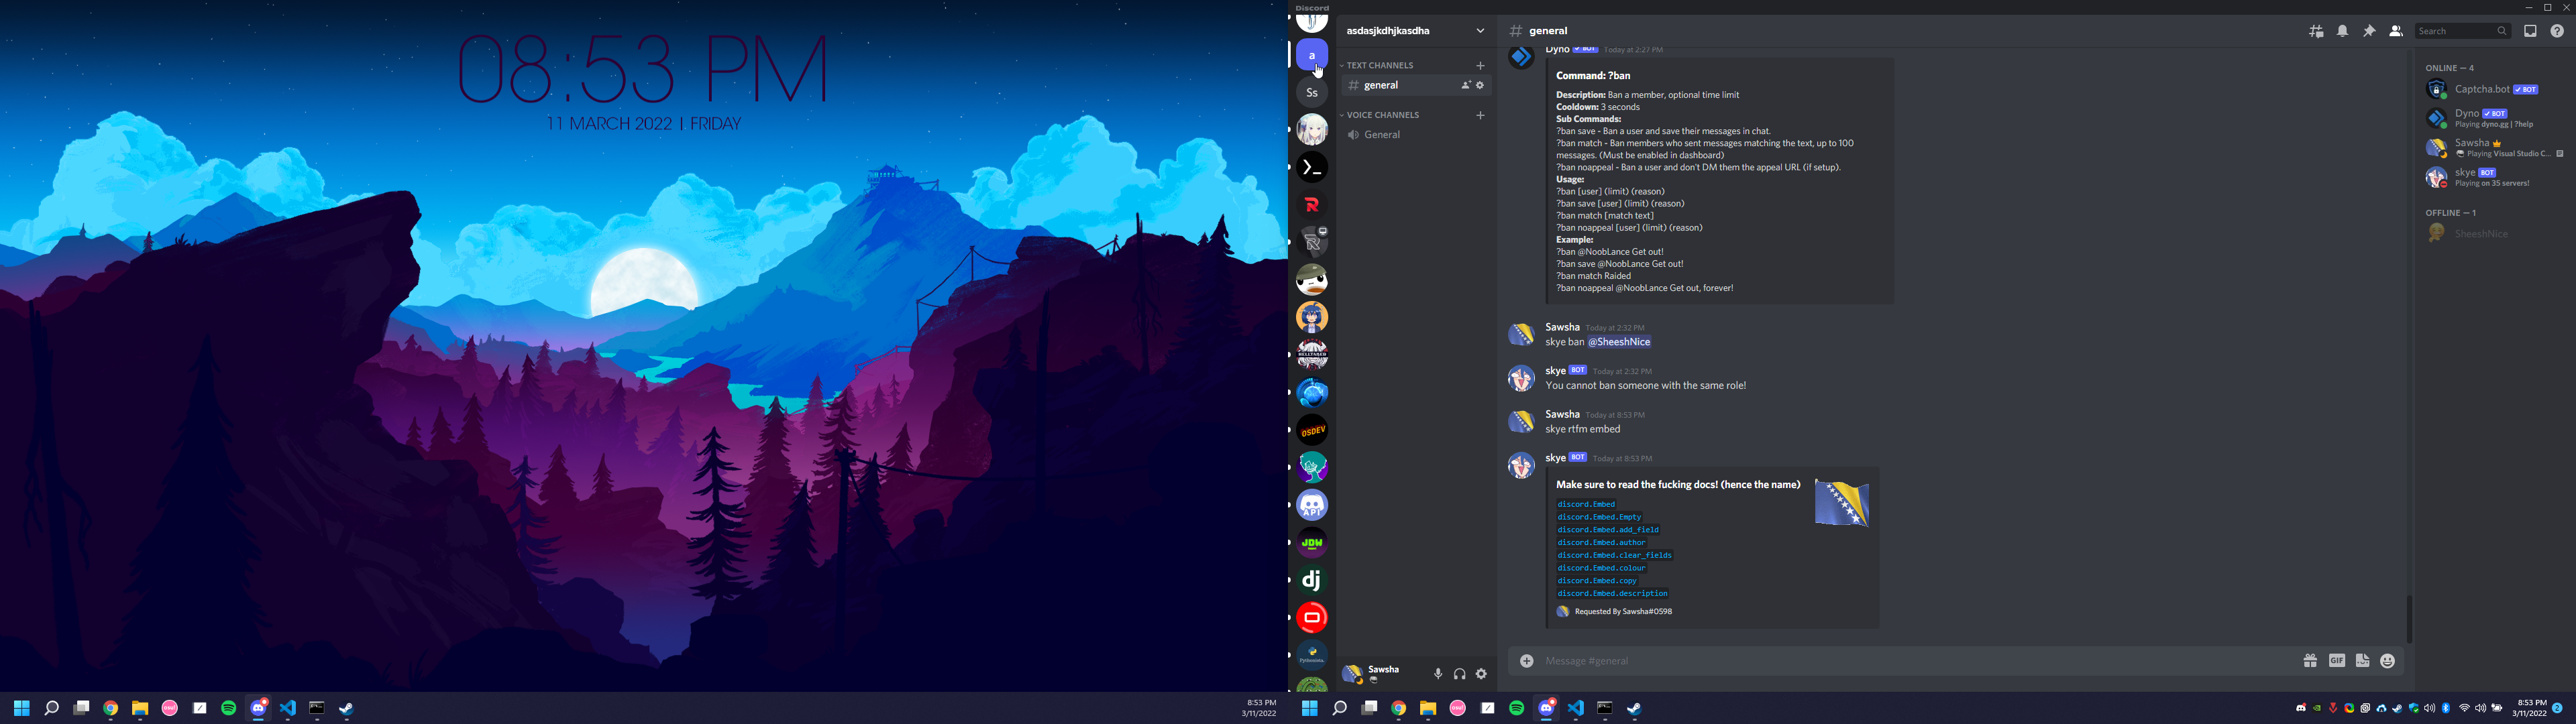 08:53 PM
11 MARCH 2022 | FRIDAY
8:53 PM
3/11/2022
Discord
a
Ss
OSDEV
API
JDW
dj
asdasjkdhjkasdha
TEXT CHANNELS
general
VOICE CHANNELS
General
Sawsha
general
Search
Dyno BOT Today at 2:27 PM
Command: ?ban
Description: Ban a member, optional time limit
Cooldown: 3 seconds
Sub Commands:
?ban save - Ban a user and save their messages in chat.
?ban match - Ban members who sent messages matching the text, up to 100
messages. (Must be enabled in dashboard)
?ban noappeal - Ban a user and don't DM them the appeal URL (if setup).
Usage:
?ban [user] (limit) (reason)
?ban save [user] (limit) (reason)
?ban match [match text]
?ban noappeal [user] (limit) (reason)
Example:
?ban @NoobLance Get out!
?ban save @NoobLance Get out!
?ban match Raided
?ban noappeal @NoobLance Get out, forever!
Sawsha Today at 2:32 PM
skye ban @SheeshNice
skye BOT Today at 2:32 PM
You cannot ban someone with the same role!
Sawsha Today at 8:53 PM
skye rtfm embed
skye BOT Today at 8:53 PM
Make sure to read the fucking docs! (hence the name)
discord.Embed
discord.Embed.Empty
discord.Embed.add_field
discord.Embed.author
discord.Embed.clear_fields
discord.Embed.colour
discord.Embed.copy
discord.Embed.description
Requested By Sawsha#0598
Message #general
GIF
ONLINE — 4
Captcha.bot BOT
Dyno BOT
Playing dyno.gg | ?help
Sawsha
Playing Visual Studio C...
skye BOT
Playing on 35 servers!
OFFLINE — 1
SheeshNice
8:53 PM
3/11/2022
2